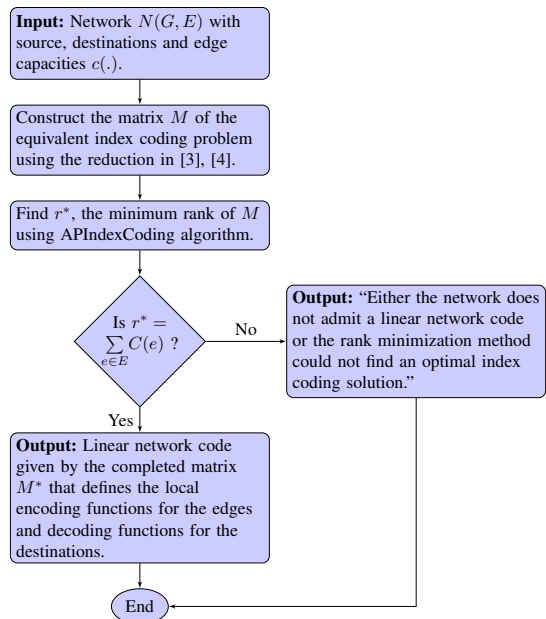 Input: Network N(G, E) with
source, destinations and edge
capacities c(.).
Construct the matrix M of the
equivalent index coding problem
using the reduction in [3], [4].
Find r*, the minimum rank of M
using APIndexCoding algorithm.
Is r* =
∑ C(e) ?
e∈E
No
Output: “Either the network does
not admit a linear network code
or the rank minimization method
could not find an optimal index
coding solution.”
Yes
Output: Linear network code
given by the completed matrix
M* that defines the local
encoding functions for the edges
and decoding functions for the
destinations.
End